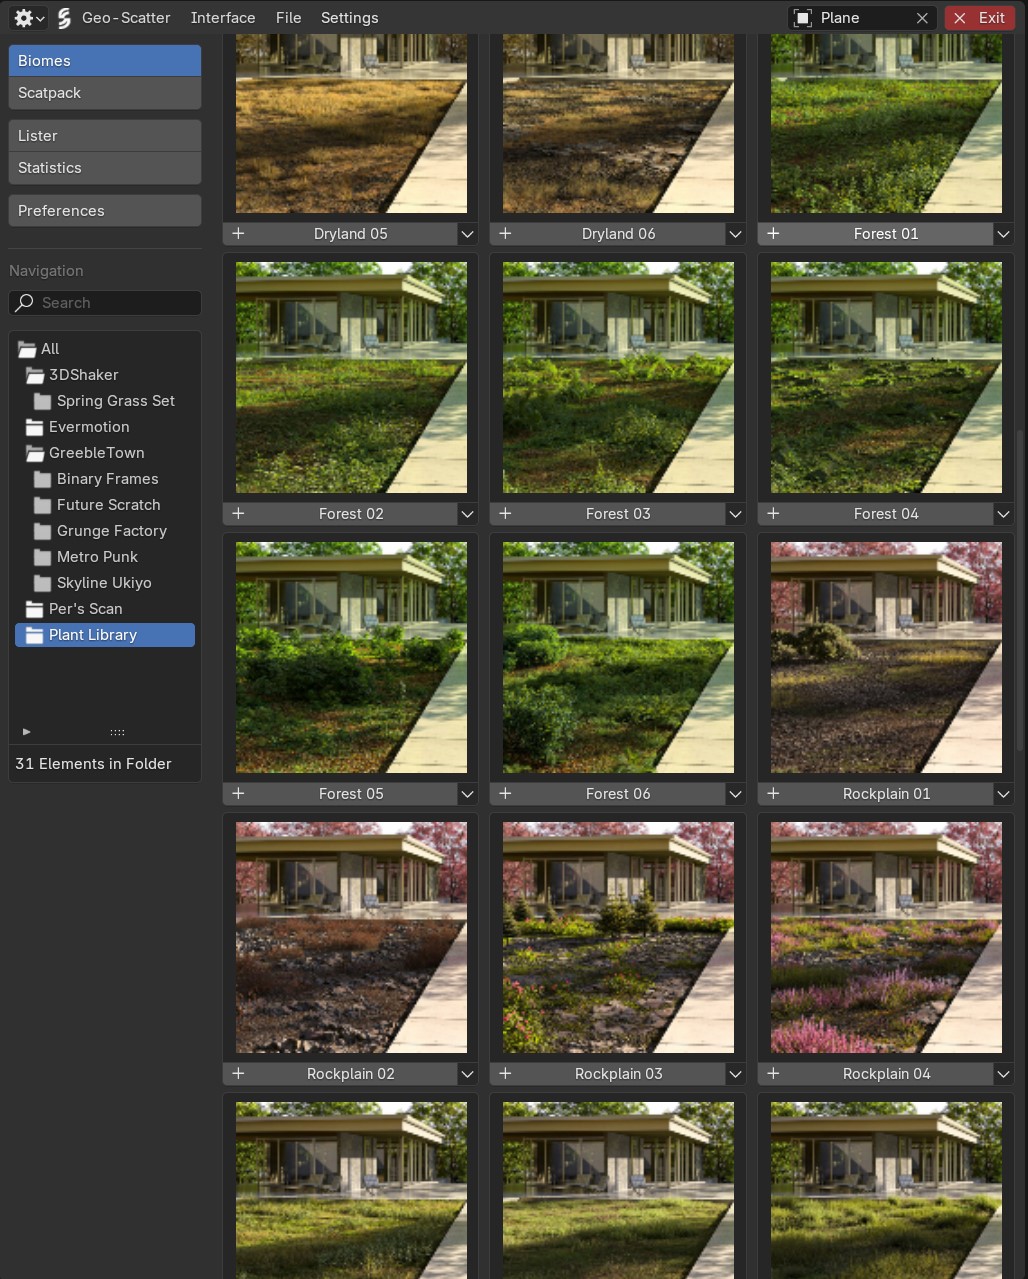 Geo-Scatter Interface File Settings Plane Exit
Biomes
Scatpack
Lister
Statistics
Preferences
Navigation
Search
All
3DShaker
Spring Grass Set
Evermotion
GreebleTown
Binary Frames
Future Scratch
Grunge Factory
Metro Punk
Skyline Ukiyo
Per's Scan
Plant Library
31 Elements in Folder
Dryland 05 Dryland 06 Forest 01
Forest 02 Forest 03 Forest 04
Forest 05 Forest 06 Rockplain 01
Rockplain 02 Rockplain 03 Rockplain 04